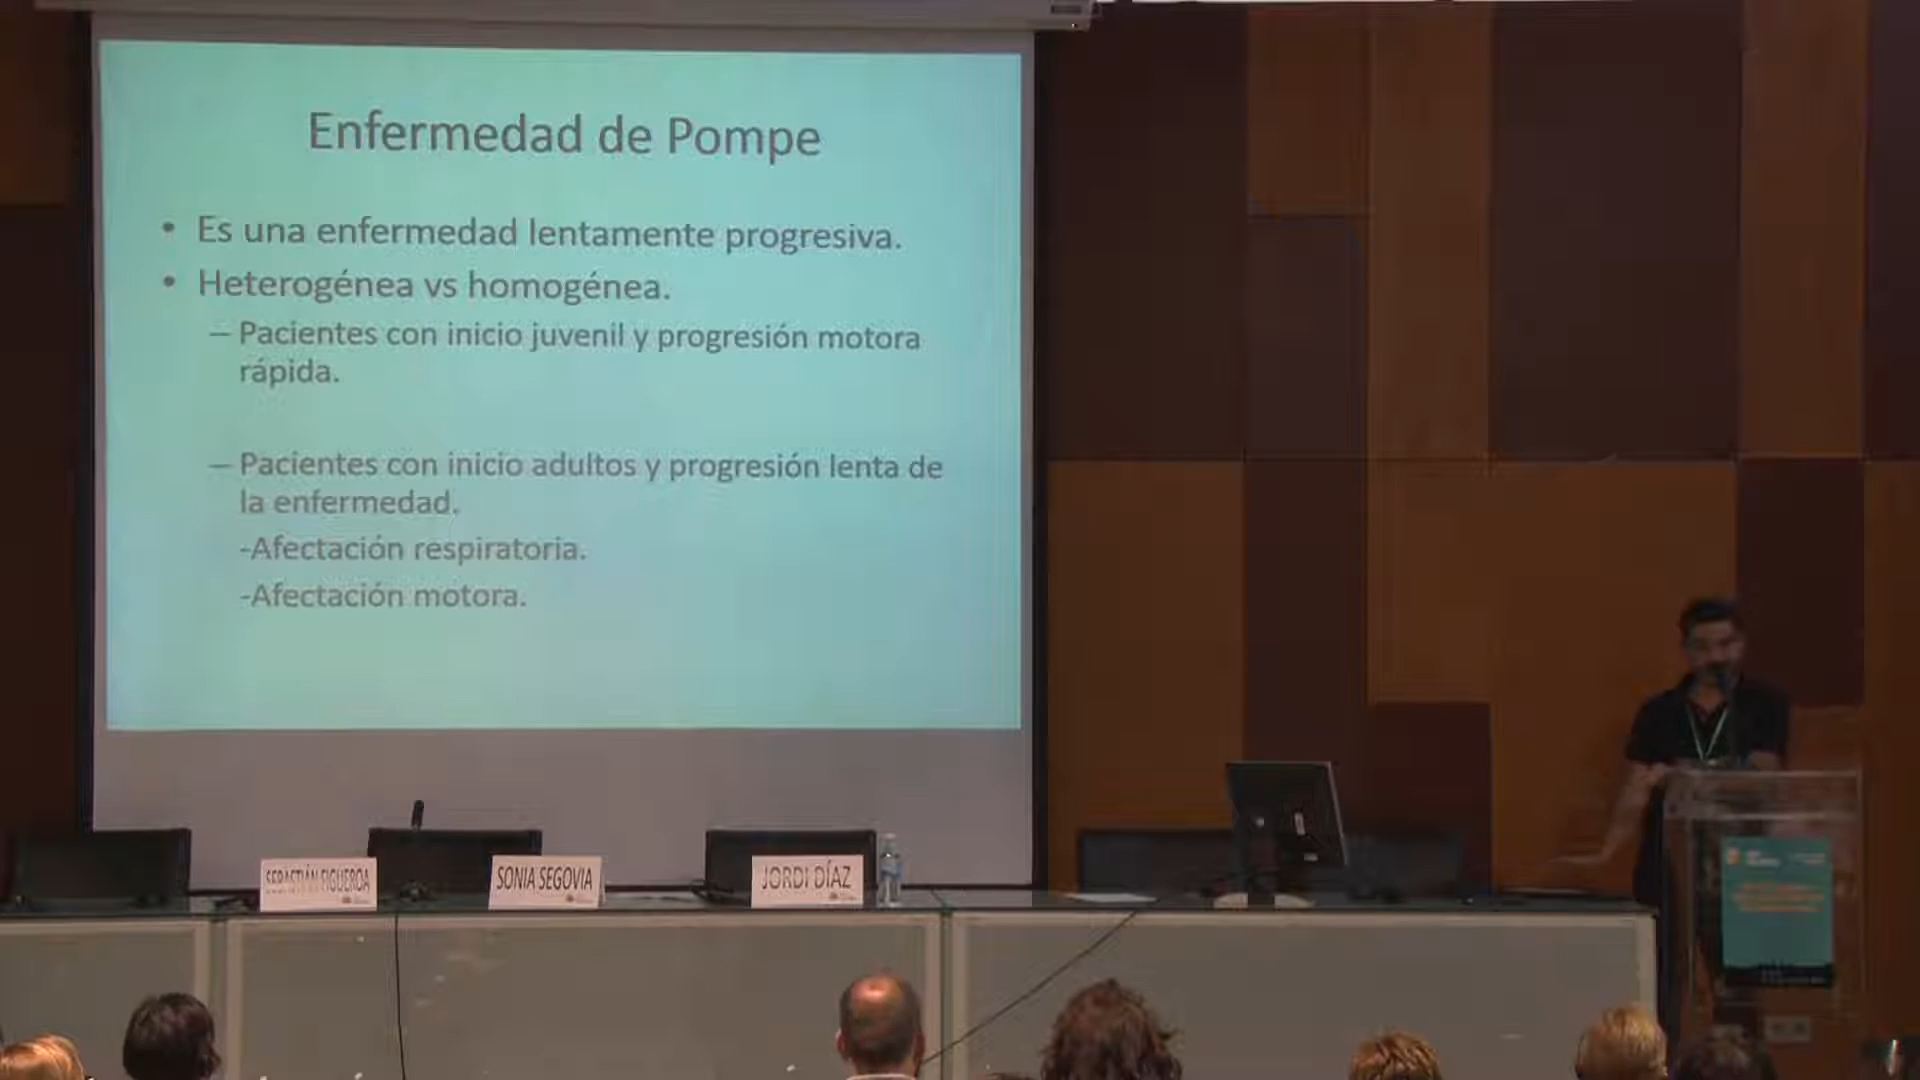 Enfermedad de Pompe
• Es una enfermedad lentamente progresiva.
• Heterogénea vs homogénea.
– Pacientes con inicio juvenil y progresión motora
rápida.
– Pacientes con inicio adultos y progresión lenta de
la enfermedad.
-Afectación respiratoria.
-Afectación motora.
SEBASTIÁN FIGUEROA
SONIA SEGOVIA
JORDI DÍAZ